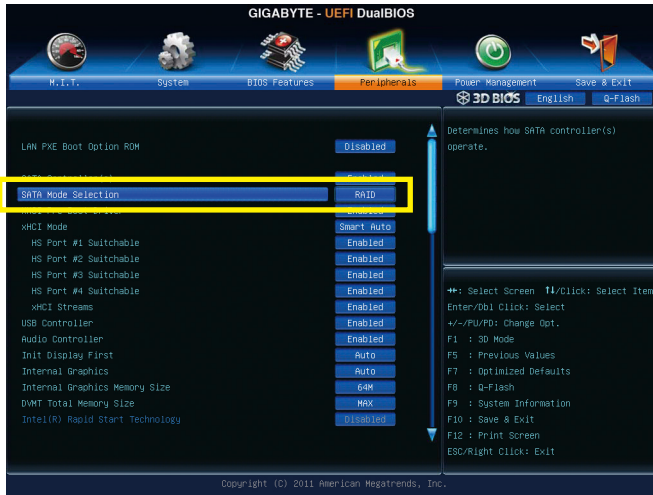 GIGABYTE - UEFI DualBIOS
M.I.T. System BIOS Features Peripherals Power Management Save & Exit
3D BIOS English Q-Flash
LAN PXE Boot Option ROM Disabled
SATA Mode Selection RAID
xHCI Mode Smart Auto
HS Port #1 Switchable Enabled
HS Port #2 Switchable Enabled
HS Port #3 Switchable Enabled
HS Port #4 Switchable Enabled
xHCI Streams Enabled
USB Controller Enabled
Audio Controller Enabled
Init Display First Auto
Internal Graphics Auto
Internal Graphics Memory Size 64M
DVMT Total Memory Size MAX
Intel(R) Rapid Start Technology Disabled
Determines how SATA controller(s)
operate.
→←: Select Screen ↑↓/Click: Select Item
Enter/Dbl Click: Select
+/-/PU/PD: Change Opt.
F1 : 3D Mode
F5 : Previous Values
F7 : Optimized Defaults
F8 : Q-Flash
F9 : System Information
F10 : Save & Exit
F12 : Print Screen
ESC/Right Click: Exit
Copyright (C) 2011 American Megatrends, Inc.